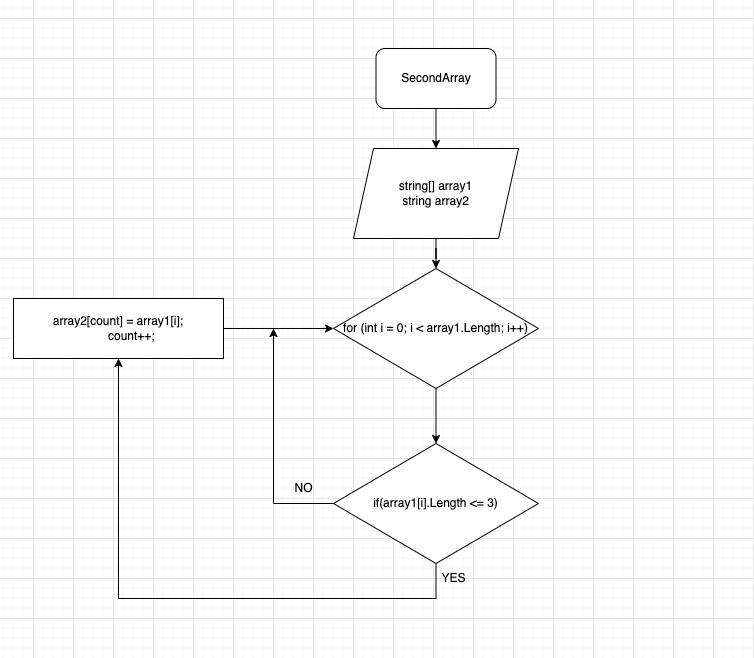 SecondArray
string[] array1
string array2
for (int i = 0; i < array1.Length; i++)
array2[count] = array1[i];
count++;
if(array1[i].Length <= 3)
NO
YES